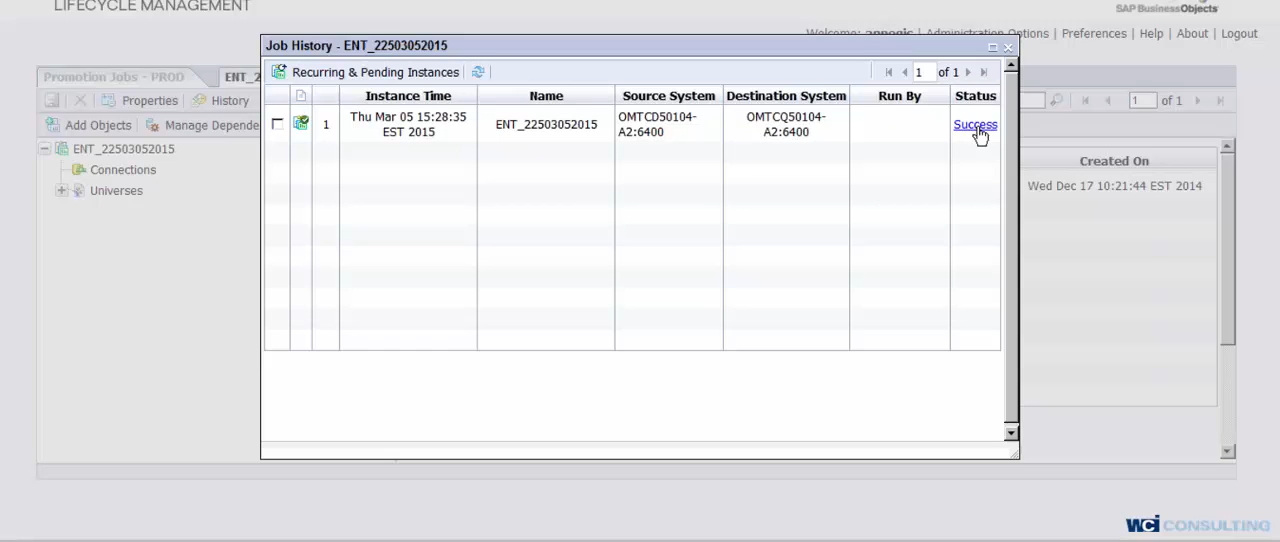 LIFECYCLE MANAGEMENT
SAP BusinessObjects
Welcome: | Administration Options | Preferences | Help | About | Logout
Job History - ENT_22503052015
Promotion Jobs - PROD
ENT_2
Recurring & Pending Instances
1 of 1
Properties
History
1 of 1
Instance Time
Name
Source System
Destination System
Run By
Status
Add Objects
Manage Depende
1
Thu Mar 05 15:28:35
EST 2015
ENT_22503052015
OMTCD50104-
A2:6400
OMTCQ50104-
A2:6400
Success
ENT_22503052015
Connections
Universes
Created On
Wed Dec 17 10:21:44 EST 2014
WCI CONSULTING